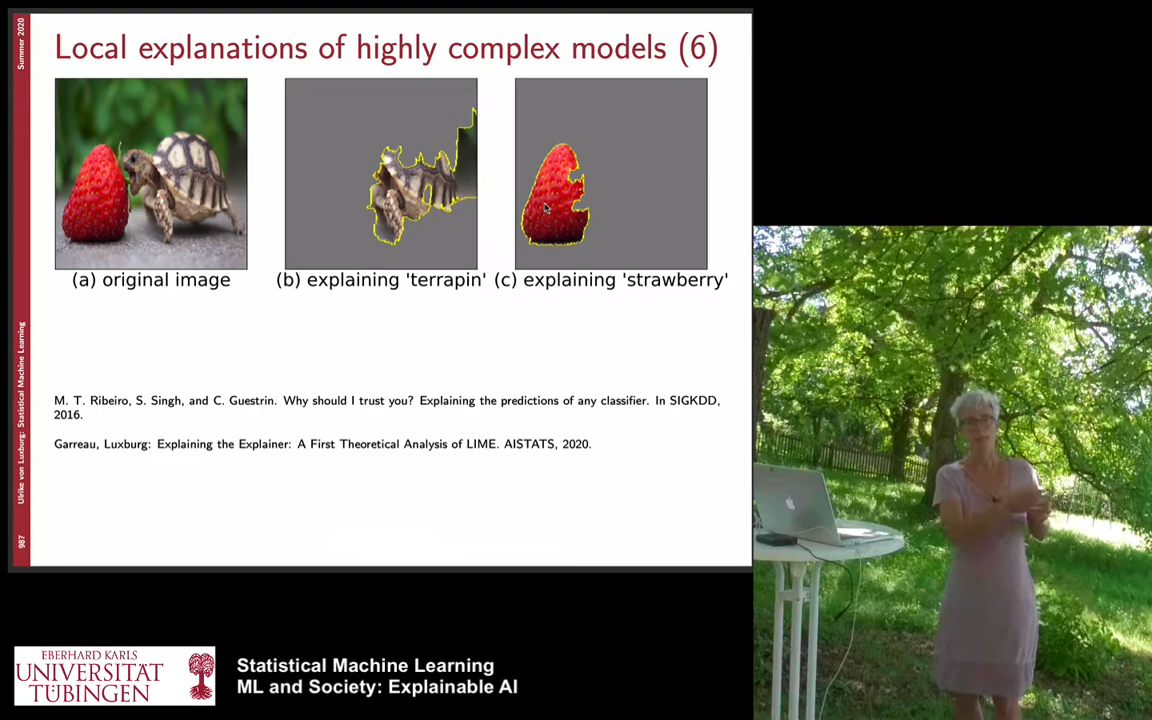 Summer 2020
Local explanations of highly complex models (6)
(a) original image
(b) explaining 'terrapin'
(c) explaining 'strawberry'
M. T. Ribeiro, S. Singh, and C. Guestrin. Why should I trust you? Explaining the predictions of any classifier. In SIGKDD,
2016.
Garreau, Luxburg: Explaining the Explainer: A First Theoretical Analysis of LIME. AISTATS, 2020.
Ulrike von Luxburg: Statistical Machine Learning
987
EBERHARD KARLS
UNIVERSITÄT
TÜBINGEN
Statistical Machine Learning
ML and Society: Explainable AI